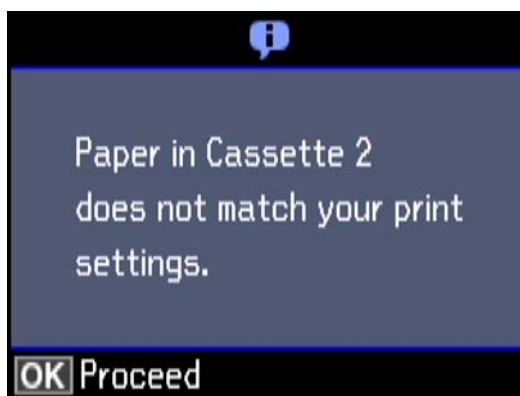 Paper in Cassette 2
does not match your print
settings.
OK Proceed